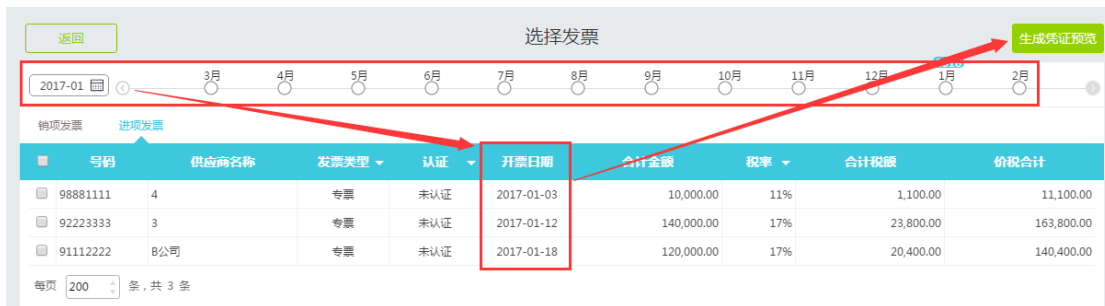 返回 选择发票 生成凭证预览
2017-01 3月 4月 5月 6月 7月 8月 9月 10月 11月 12月 1月 2月
销项发票 进项发票
号码 供应商名称 发票类型 认证 开票日期 合计金额 税率 合计税额 价税合计
98881111 4 专票 未认证 2017-01-03 10,000.00 11% 1,100.00 11,100.00
92223333 3 专票 未认证 2017-01-12 140,000.00 17% 23,800.00 163,800.00
91112222 B公司 专票 未认证 2017-01-18 120,000.00 17% 20,400.00 140,400.00
每页 200 条，共 3 条